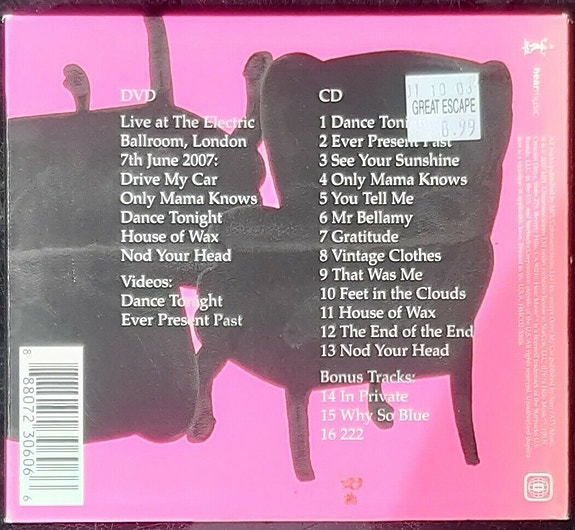 DVD
Live at The Electric
Ballroom, London
7th June 2007:
Drive My Car
Only Mama Knows
Dance Tonight
House of Wax
Nod Your Head
Videos:
Dance Tonight
Ever Present Past
CD
1 Dance Tonight
2 Ever Present Past
3 See Your Sunshine
4 Only Mama Knows
5 You Tell Me
6 Mr Bellamy
7 Gratitude
8 Vintage Clothes
9 That Was Me
10 Feet in the Clouds
11 House of Wax
12 The End of the End
13 Nod Your Head
Bonus Tracks:
14 In Private
15 Why So Blue
16 222
GREAT ESCAPE
8.99
hearmusic
8 88072 30606 6